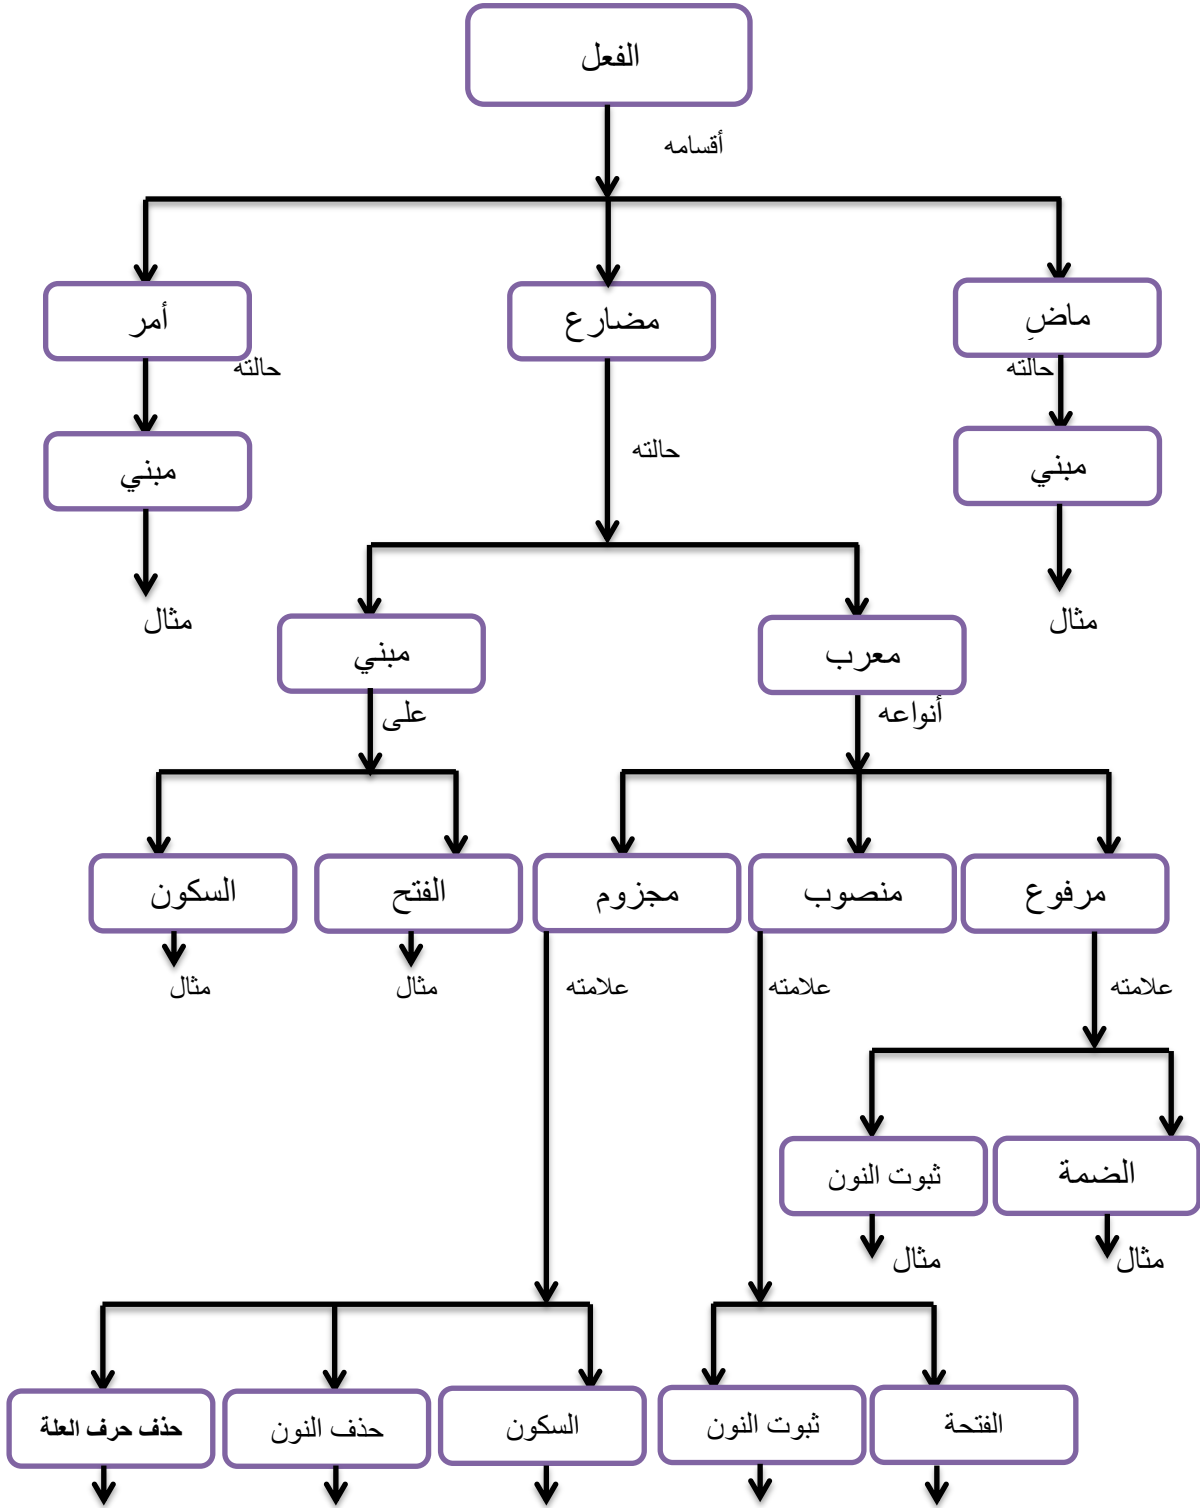 الفعل
أقسامه
ماضٍ
مضارع
أمر
حالته
حالته
حالته
مبني
مبني
مثال
مثال
معرب
مبني
أنواعه
على
مرفوع
منصوب
مجزوم
الفتح
السكون
علامته
علامته
علامته
مثال
مثال
الضمة
ثبوت النون
مثال
مثال
الفتحة
ثبوت النون
السكون
حذف النون
حذف حرف العلة